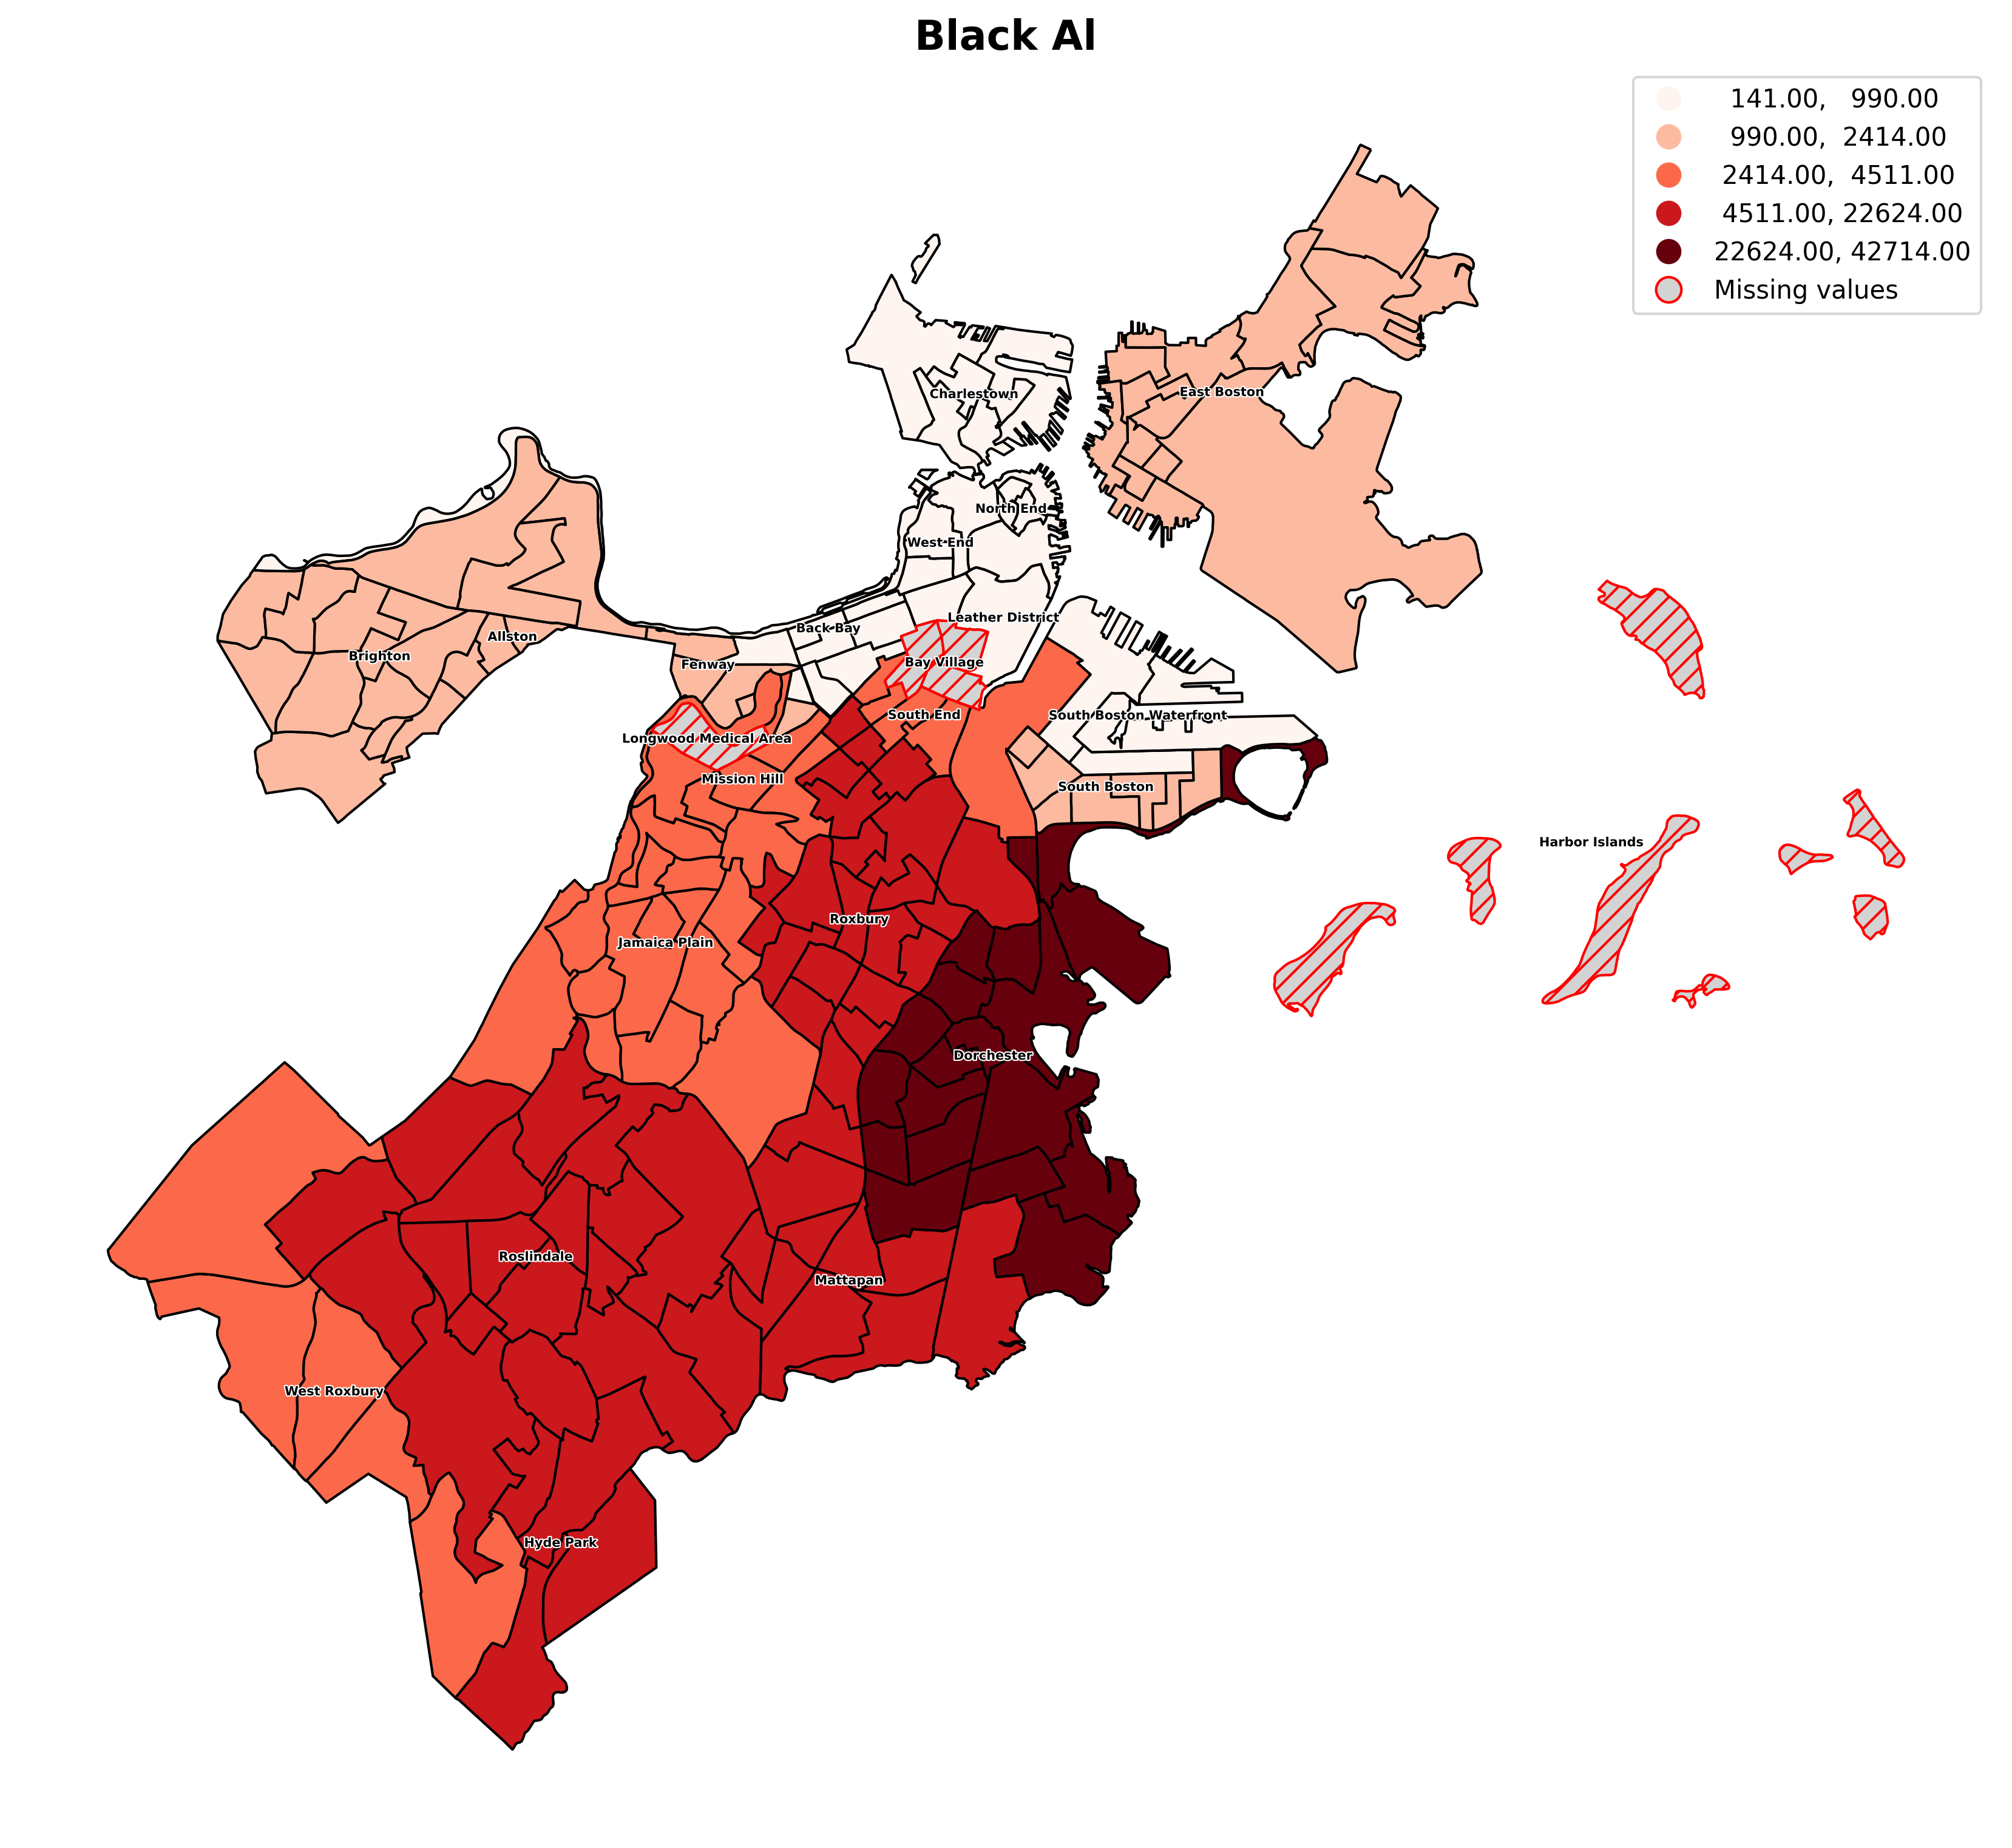 Black Al
141.00, 990.00
990.00, 2414.00
2414.00, 4511.00
4511.00, 22624.00
22624.00, 42714.00
Missing values
Charlestown
East Boston
North End
West End
Leather District
Back Bay
Allston
Brighton
Fenway
Bay Village
South End
South Boston Waterfront
Longwood Medical Area
Mission Hill
South Boston
Harbor Islands
Roxbury
Jamaica Plain
Dorchester
Roslindale
Mattapan
West Roxbury
Hyde Park